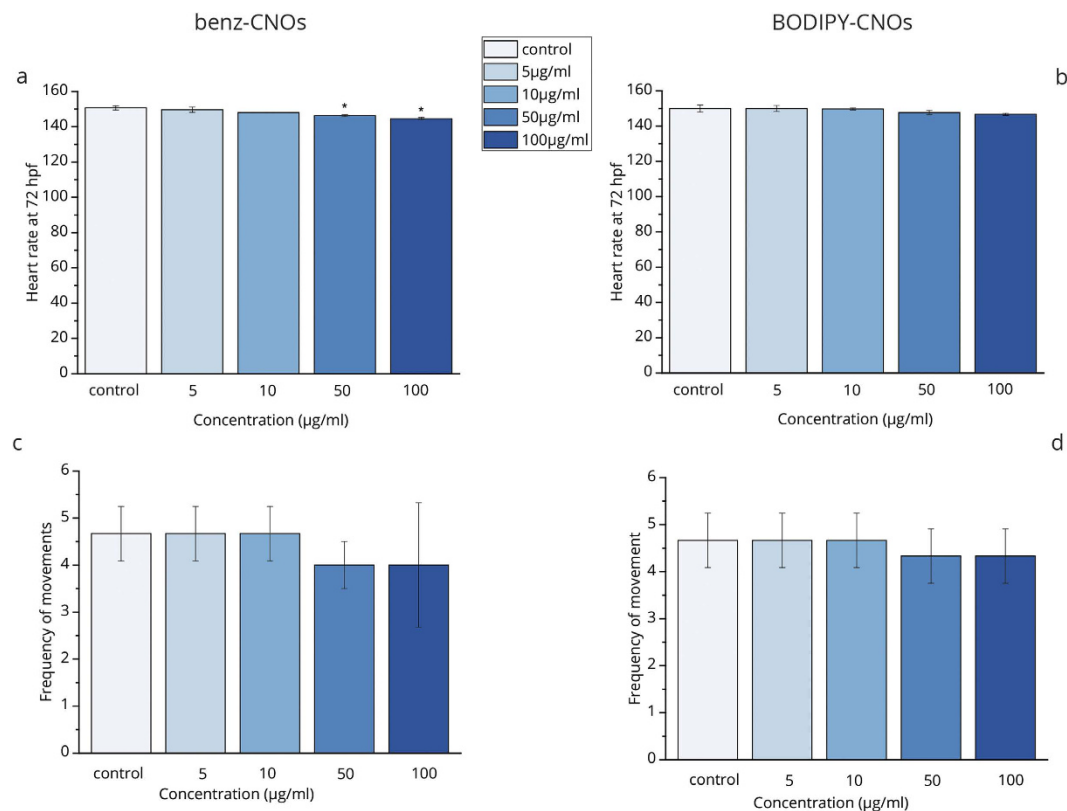 benz-CNOs
BODIPY-CNOs
control
5µg/ml
10µg/ml
50µg/ml
100µg/ml
a
160
140
120
100
80
60
40
20
0
Heart rate at 72 hpf
* *
control 5 10 50 100
Concentration (µg/ml)
b
160
140
120
100
80
60
40
20
0
Heart rate at 72 hpf
control 5 10 50 100
Concentration (µg/ml)
c
6
5
4
3
2
1
0
Frequency of movements
control 5 10 50 100
Concentration (µg/ml)
d
6
5
4
3
2
1
0
Frequency of movement
control 5 10 50 100
Concentration (µg/ml)